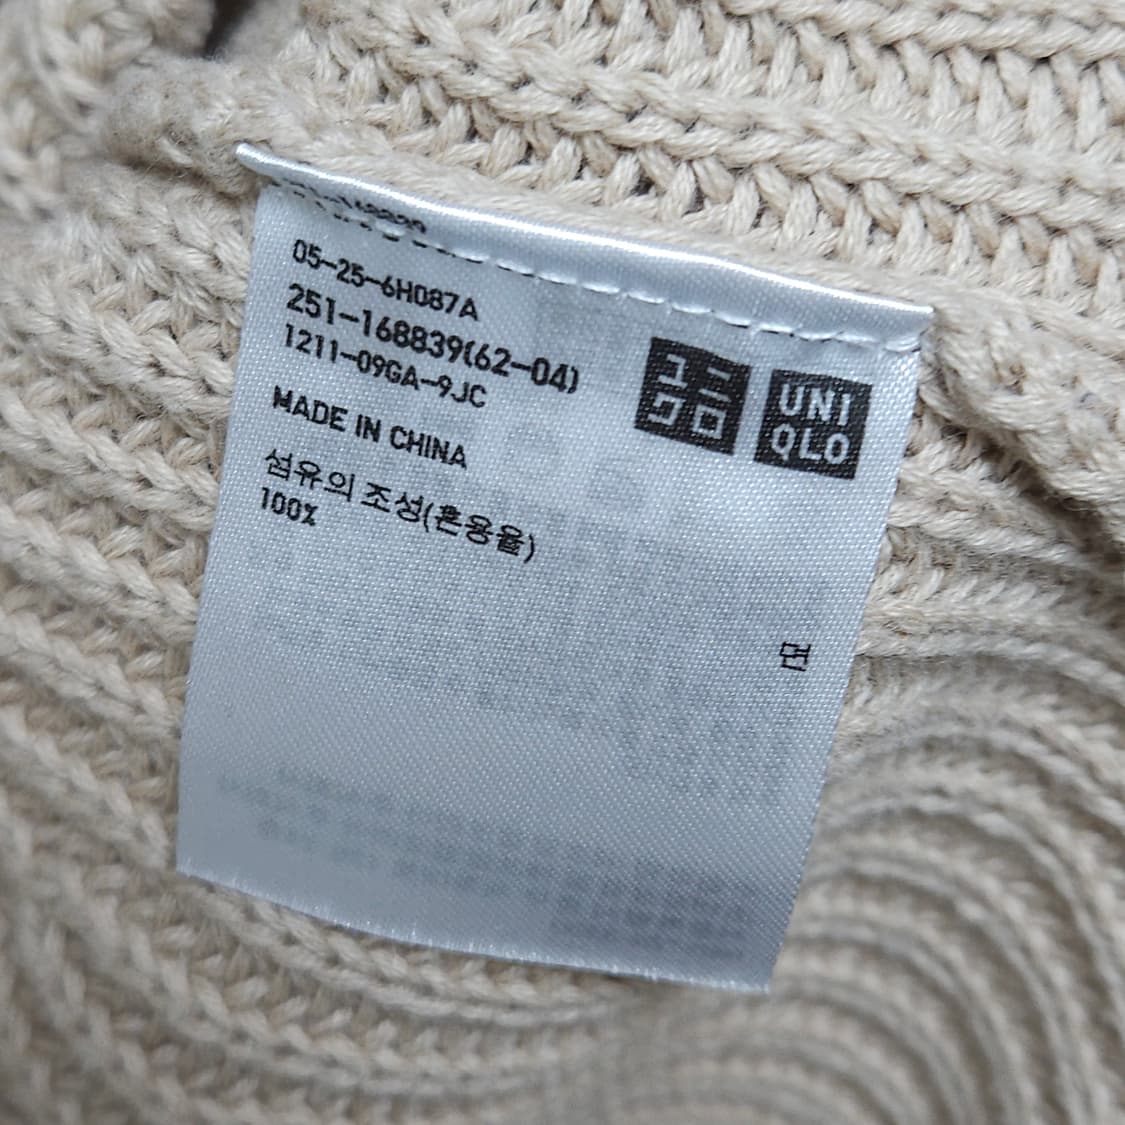 05-25-6H087A
251-168839(62-04)
1211-09GA-9JC
ユニ
クロ
UNI
QLO
MADE IN CHINA
섬유의 조성(혼용율)
100%
면